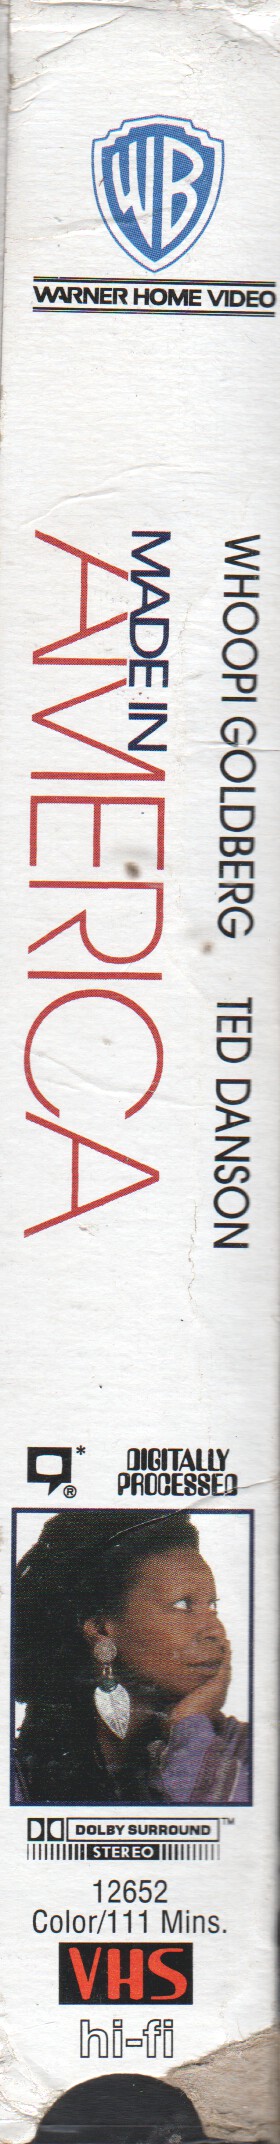 WB
WARNER HOME VIDEO
WHOOPI GOLDBERG TED DANSON
MADE IN
AMERICA
* ®
DIGITALLY
PROCESSED
DOLBY SURROUND ™
STEREO
12652
Color/111 Mins.
VHS
hi-fi